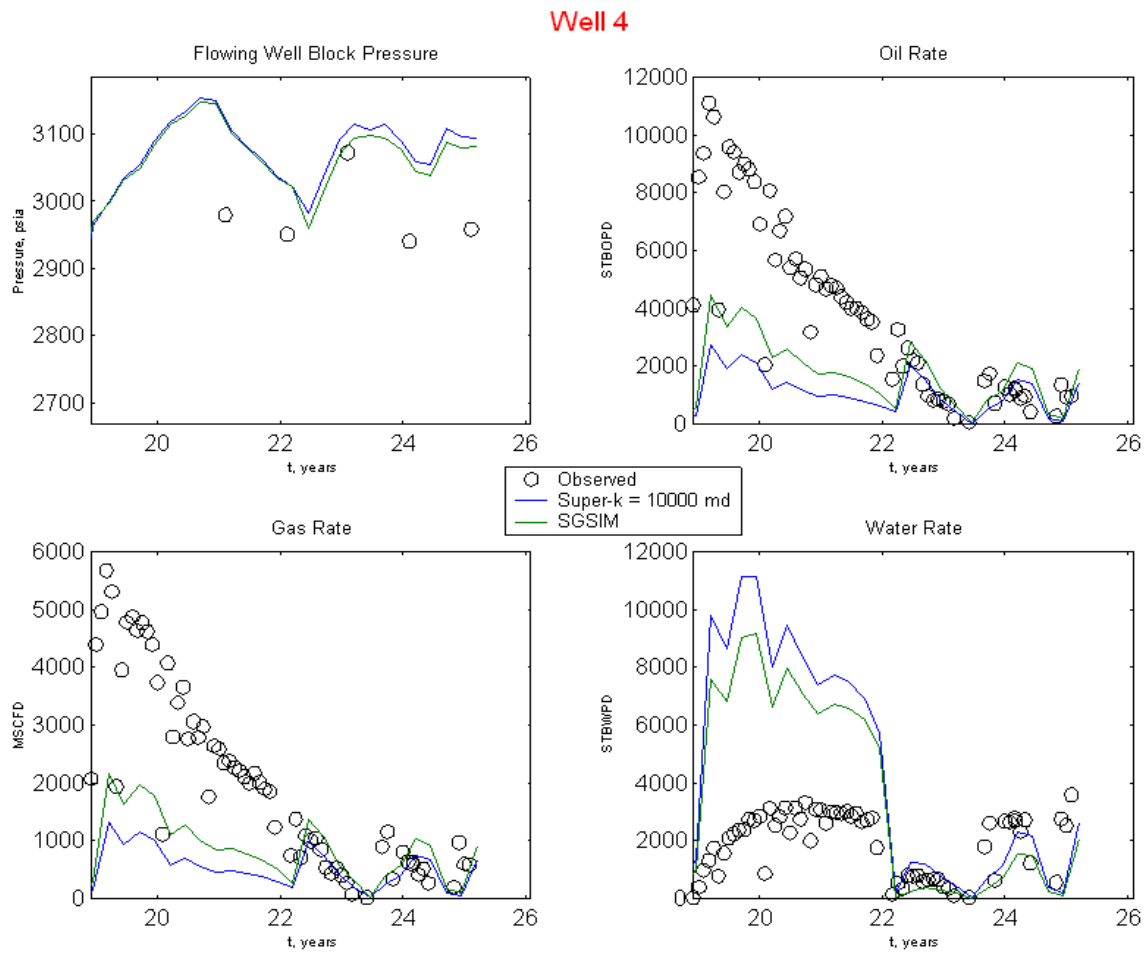 Well 4
Flowing Well Block Pressure
Pressure, psia
3100
3000
2900
2800
2700
20 22 24 26
t, years
Oil Rate
STBOPD
12000
10000
8000
6000
4000
2000
0
20 22 24 26
t, years
Observed
Super-k = 10000 md
SGSIM
Gas Rate
MSCFD
6000
5000
4000
3000
2000
1000
0
20 22 24 26
t, years
Water Rate
STBWPD
12000
10000
8000
6000
4000
2000
0
20 22 24 26
t, years